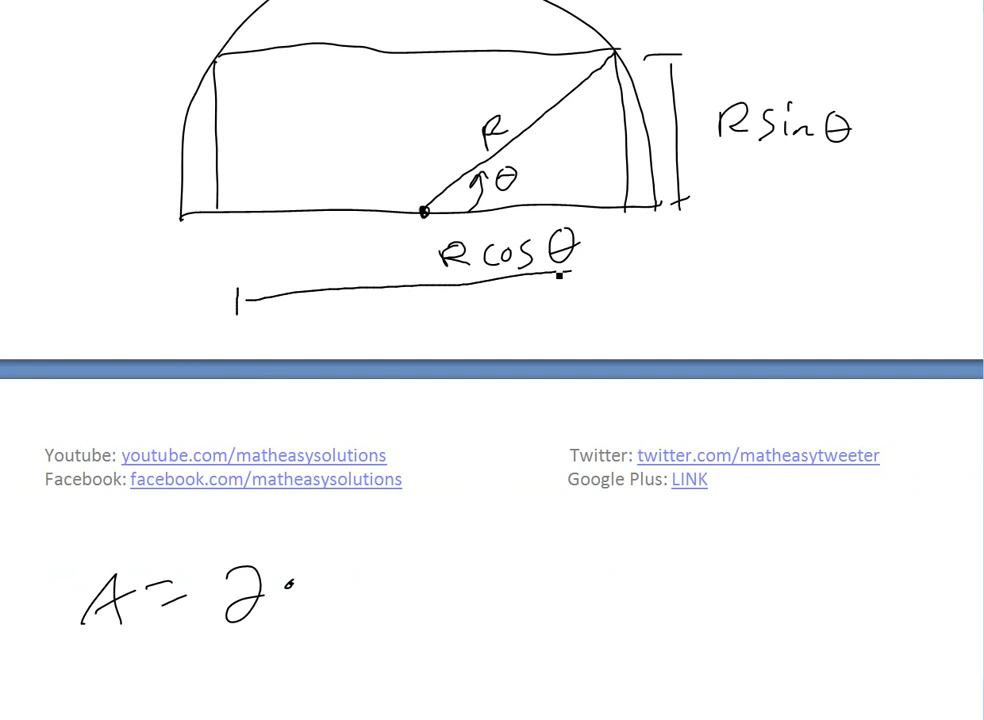 R
θ
R sin θ
R cos θ
Youtube: youtube.com/matheasysolutions
Twitter: twitter.com/matheasytweeter
Facebook: facebook.com/matheasysolutions
Google Plus: LINK
A = 2 ·